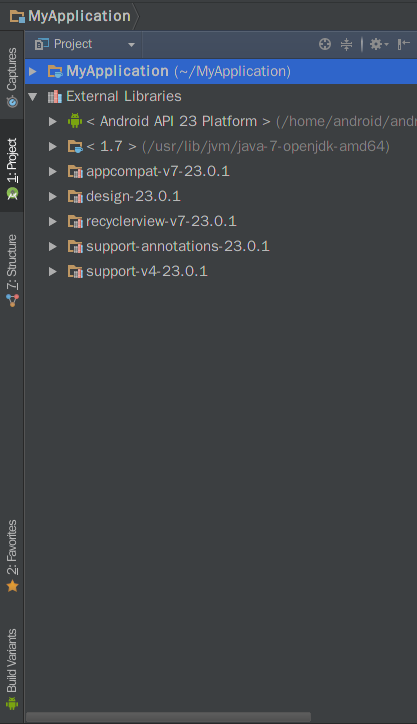 MyApplication
Project
MyApplication (~/MyApplication)
External Libraries
< Android API 23 Platform > (/home/android/and
< 1.7 > (/usr/lib/jvm/java-7-openjdk-amd64)
appcompat-v7-23.0.1
design-23.0.1
recyclerview-v7-23.0.1
support-annotations-23.0.1
support-v4-23.0.1
Captures
1: Project
7: Structure
2: Favorites
Build Variants